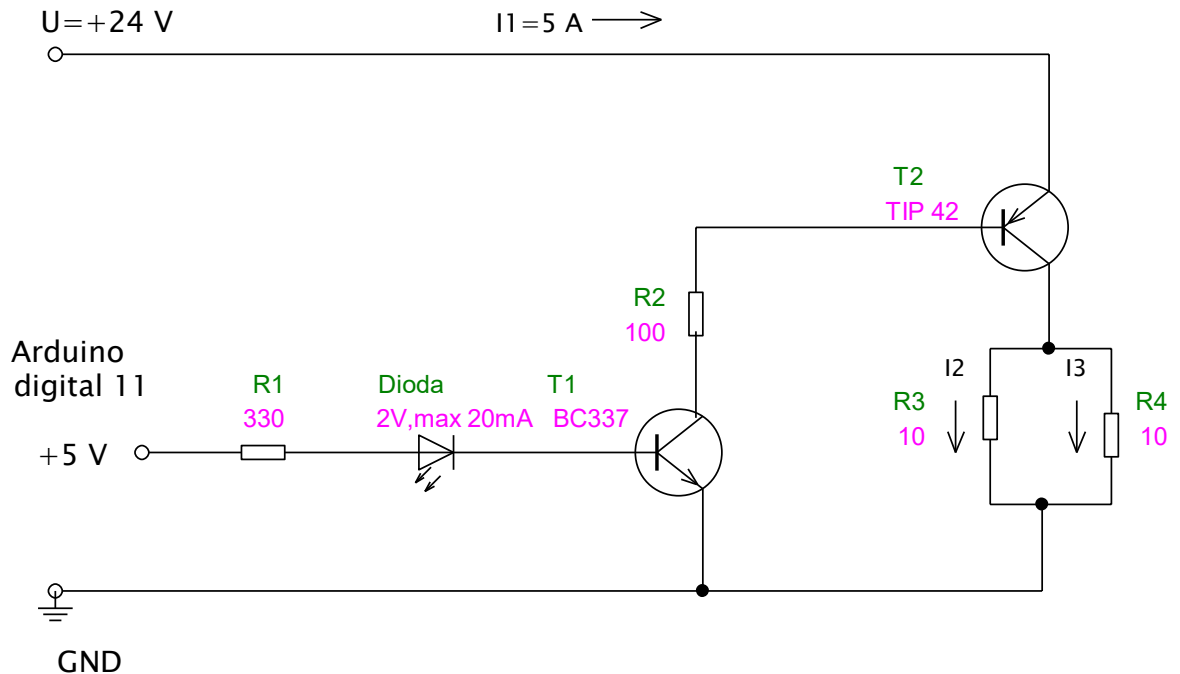 U=+24 V
I1=5 A
T2
TIP 42
R2
100
Arduino
digital 11
R1
330
Dioda
2V,max 20mA
T1
BC337
+5 V
I2
I3
R3
10
R4
10
GND